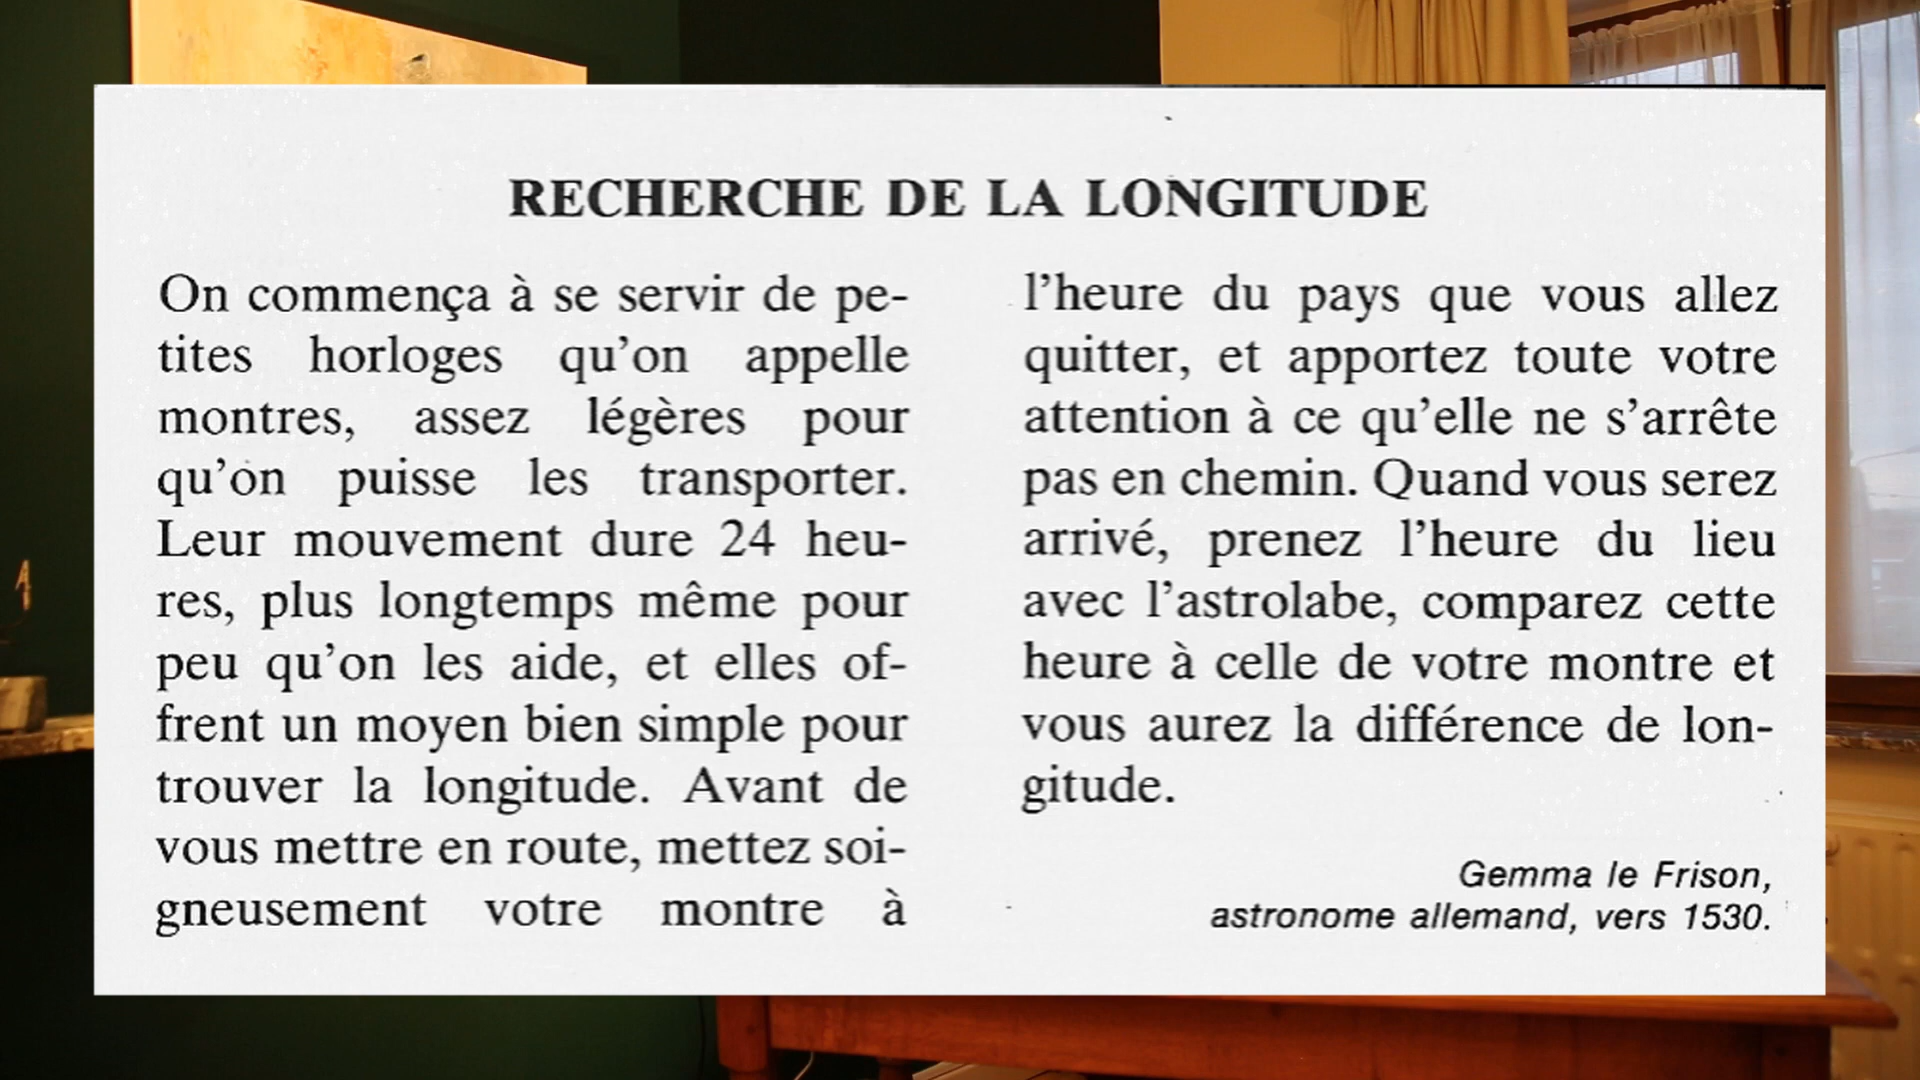 RECHERCHE DE LA LONGITUDE
On commença à se servir de pe-
tites horloges qu'on appelle
montres, assez légères pour
qu'on puisse les transporter.
Leur mouvement dure 24 heu-
res, plus longtemps même pour
peu qu'on les aide, et elles of-
frent un moyen bien simple pour
trouver la longitude. Avant de
vous mettre en route, mettez soi-
gneusement votre montre à
l'heure du pays que vous allez
quitter, et apportez toute votre
attention à ce qu'elle ne s'arrête
pas en chemin. Quand vous serez
arrivé, prenez l'heure du lieu
avec l'astrolabe, comparez cette
heure à celle de votre montre et
vous aurez la différence de lon-
gitude.
Gemma le Frison,
astronome allemand, vers 1530.